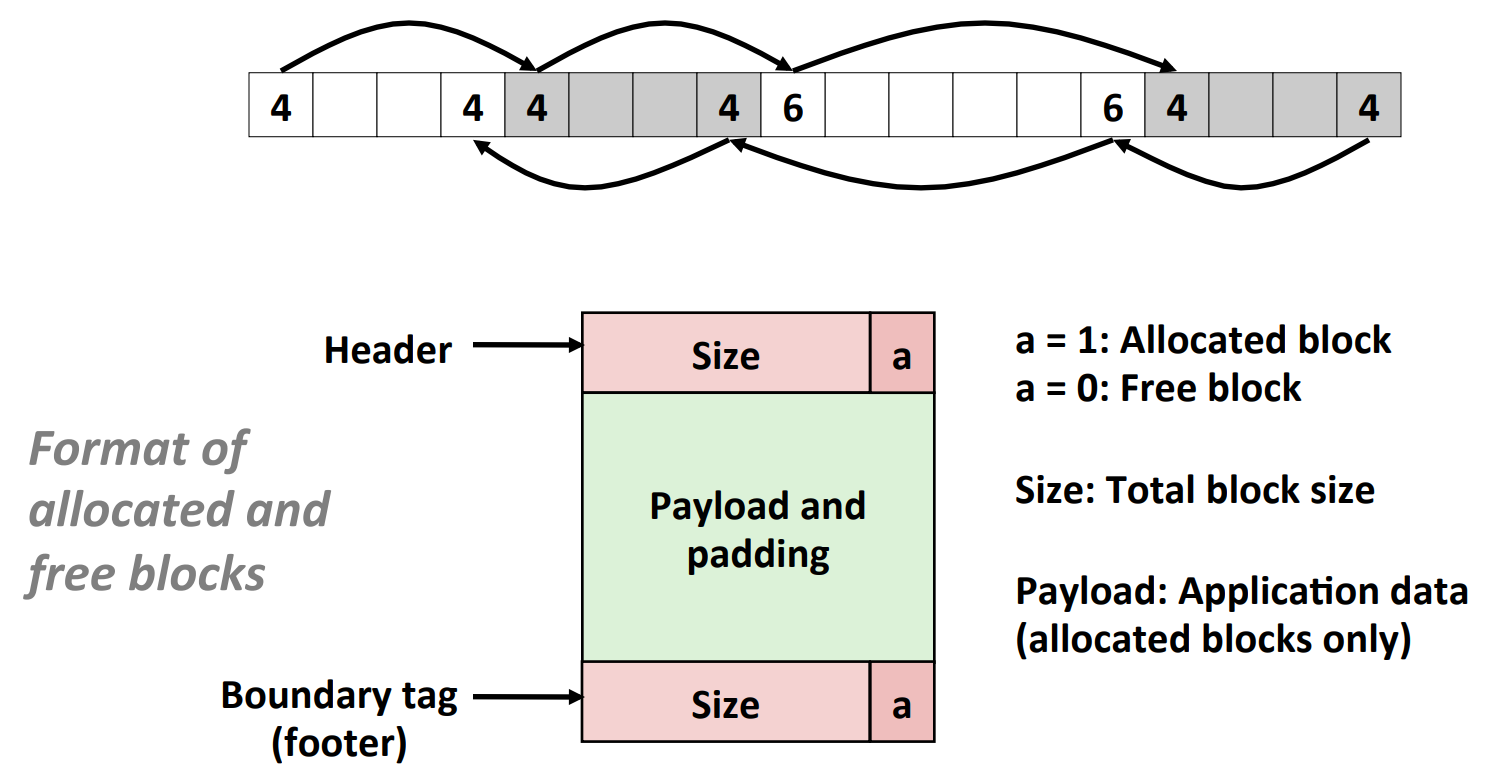 4 4 4 4 6 6 4 4
Header
Size a
a = 1: Allocated block
a = 0: Free block
Format of
allocated and
free blocks
Payload and
padding
Size: Total block size
Payload: Application data
(allocated blocks only)
Boundary tag
(footer)
Size a